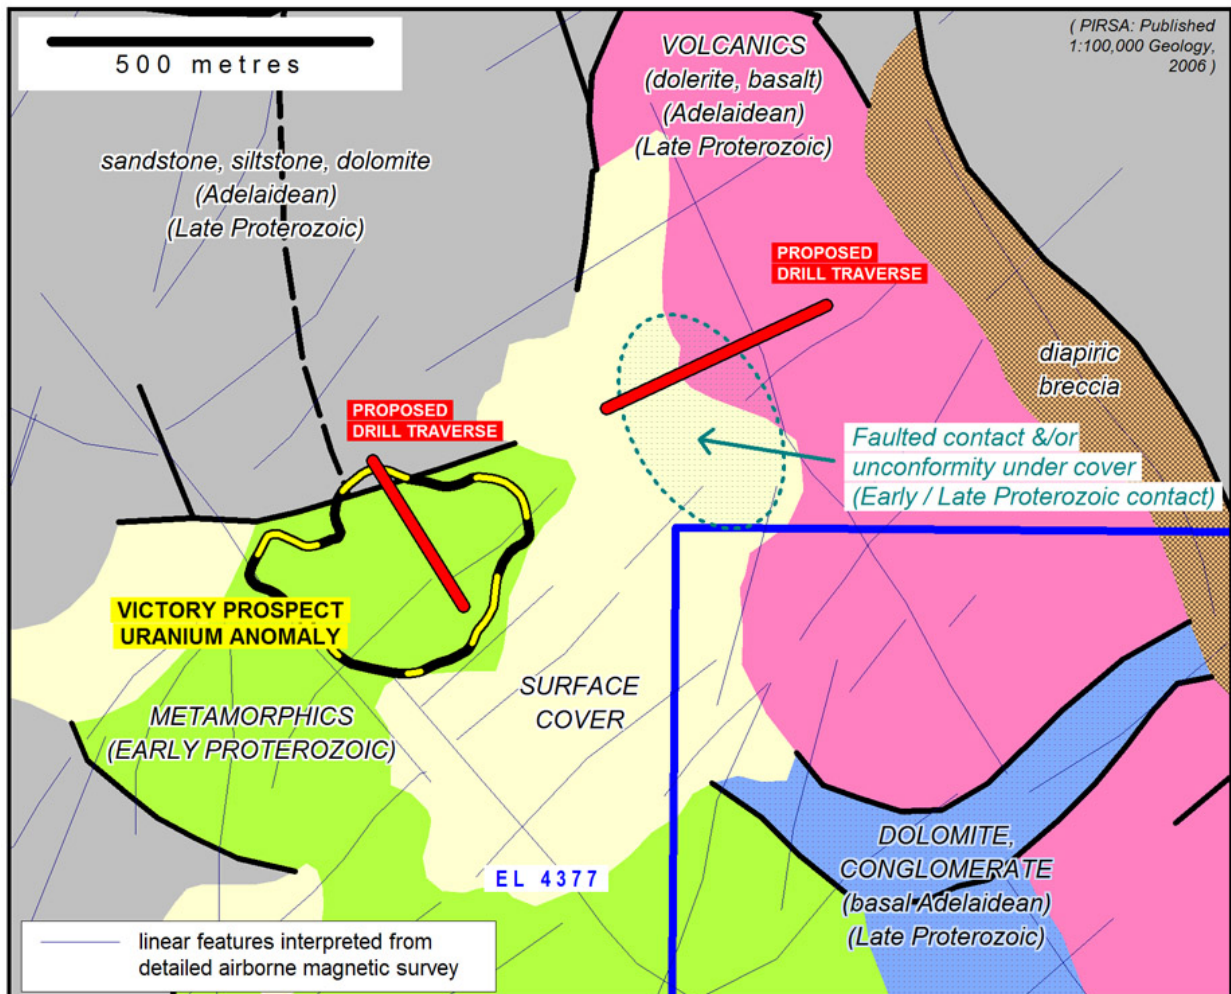 500 metres
( PIRSA: Published
1:100,000 Geology,
2006 )
VOLCANICS
(dolerite, basalt)
(Adelaidean)
(Late Proterozoic)
sandstone, siltstone, dolomite
(Adelaidean)
(Late Proterozoic)
PROPOSED
DRILL TRAVERSE
diapiric
breccia
PROPOSED
DRILL TRAVERSE
Faulted contact &/or
unconformity under cover
(Early / Late Proterozoic contact)
VICTORY PROSPECT
URANIUM ANOMALY
SURFACE
COVER
METAMORPHICS
(EARLY PROTEROZOIC)
DOLOMITE,
CONGLOMERATE
(basal Adelaidean)
(Late Proterozoic)
EL 4377
linear features interpreted from
detailed airborne magnetic survey